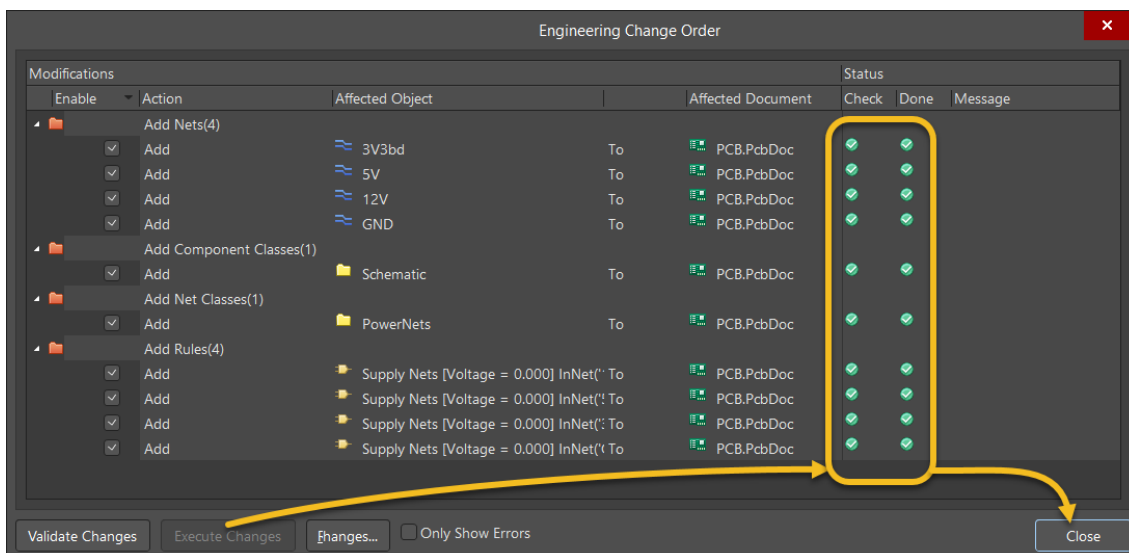 Engineering Change Order
Modifications Status
Enable Action Affected Object Affected Document Check Done Message
Add Nets(4)
Add 3V3bd To PCB.PcbDoc
Add 5V To PCB.PcbDoc
Add 12V To PCB.PcbDoc
Add GND To PCB.PcbDoc
Add Component Classes(1)
Add Schematic To PCB.PcbDoc
Add Net Classes(1)
Add PowerNets To PCB.PcbDoc
Add Rules(4)
Add Supply Nets [Voltage = 0.000] InNet(' To PCB.PcbDoc
Add Supply Nets [Voltage = 0.000] InNet(' To PCB.PcbDoc
Add Supply Nets [Voltage = 0.000] InNet(' To PCB.PcbDoc
Add Supply Nets [Voltage = 0.000] InNet(' To PCB.PcbDoc
Validate Changes Execute Changes hanges... Only Show Errors Close